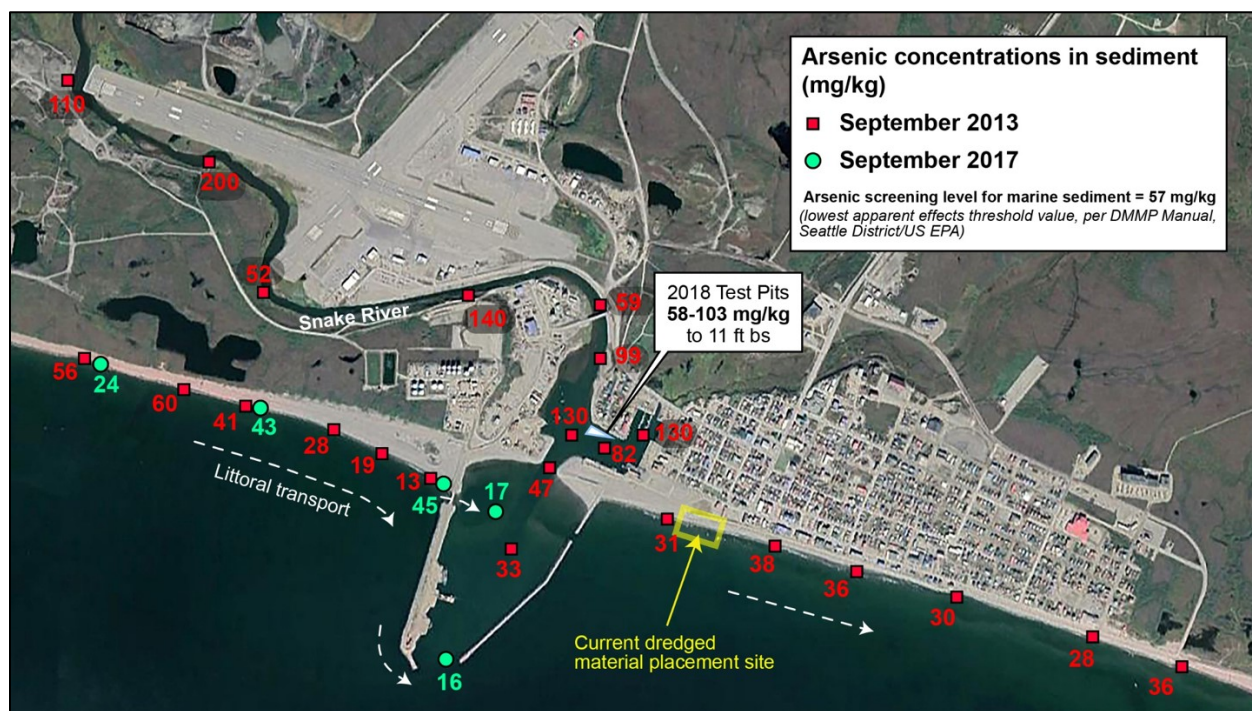 Arsenic concentrations in sediment
(mg/kg)
September 2013
September 2017
Arsenic screening level for marine sediment = 57 mg/kg
(lowest apparent effects threshold value, per DMMP Manual,
Seattle District/US EPA)
110
200
52
Snake River
140
59
2018 Test Pits
58-103 mg/kg
to 11 ft bs
99
56
24
60
41
43
28
19
13
45
Littoral transport
17
130
130
82
47
33
31
38
36
30
28
36
Current dredged
material placement site
16